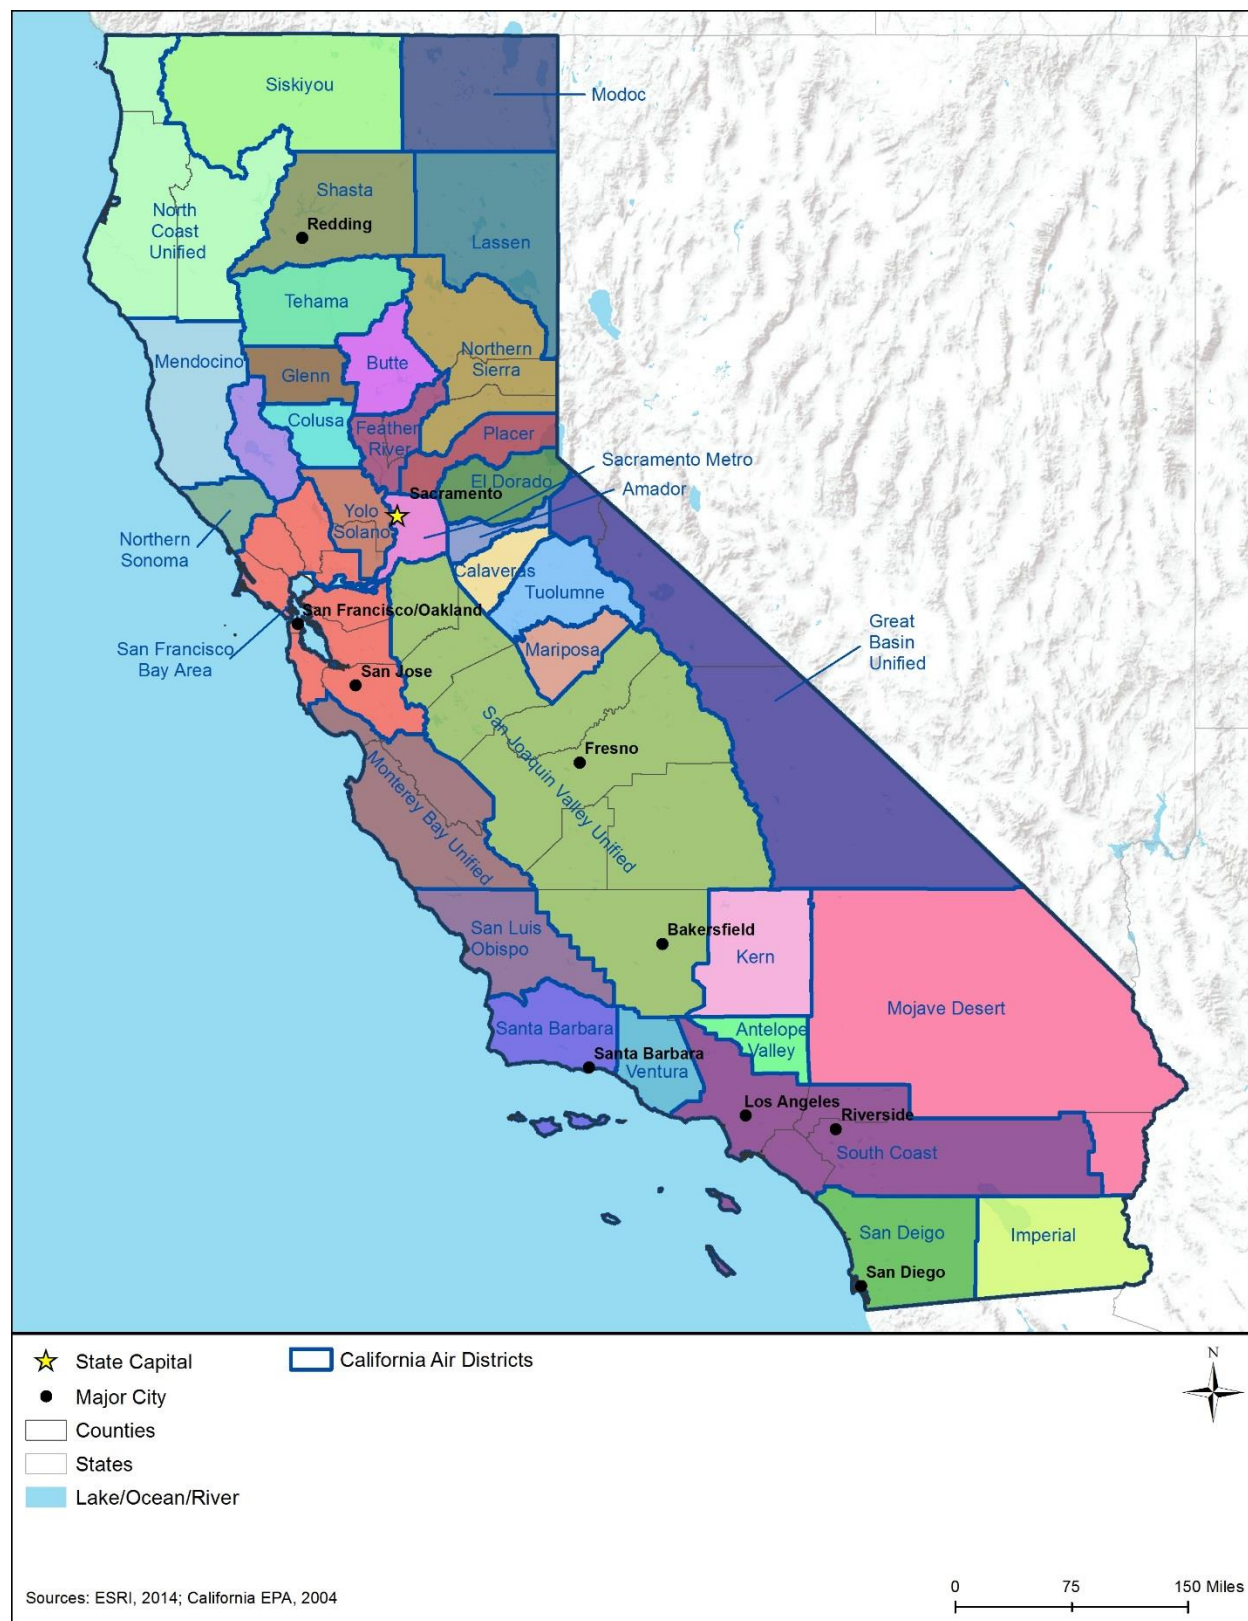 Siskiyou
Modoc
Shasta
Redding
North
Coast
Unified
Lassen
Tehama
Mendocino
Glenn
Butte
Northern
Sierra
Colusa
Feather
River
Placer
Sacramento Metro
El Dorado
Amador
Sacramento
Yolo
Solano
Northern
Sonoma
Calaveras
Tuolumne
San Francisco/Oakland
Great
Basin
Unified
San Francisco
Bay Area
Mariposa
San Jose
San Joaquin Valley Unified
Fresno
Monterey Bay Unified
San Luis
Obispo
Bakersfield
Kern
Mojave Desert
Santa Barbara
Antelope
Valley
Santa Barbara
Ventura
Los Angeles
Riverside
South Coast
San Deigo
Imperial
San Diego
State Capital
California Air Districts
N
Major City
Counties
States
Lake/Ocean/River
Sources: ESRI, 2014; California EPA, 2004
0 75 150 Miles